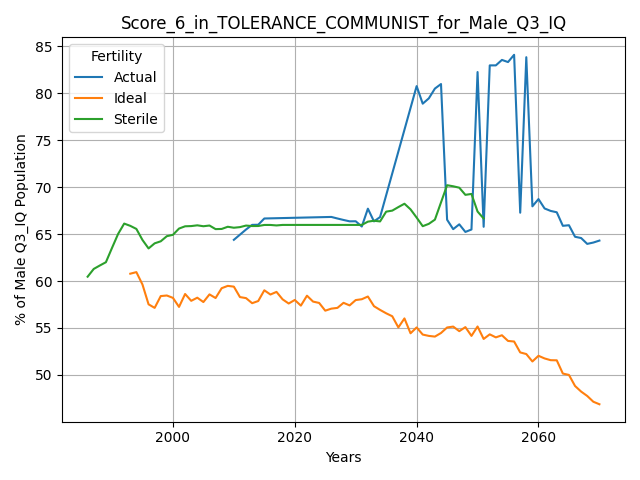 Score_6_in_TOLERANCE_COMMUNIST_for_Male_Q3_IQ
% of Male Q3_IQ Population
85
80
75
70
65
60
55
50
Fertility
Actual
Ideal
Sterile
2000 2020 2040 2060
Years